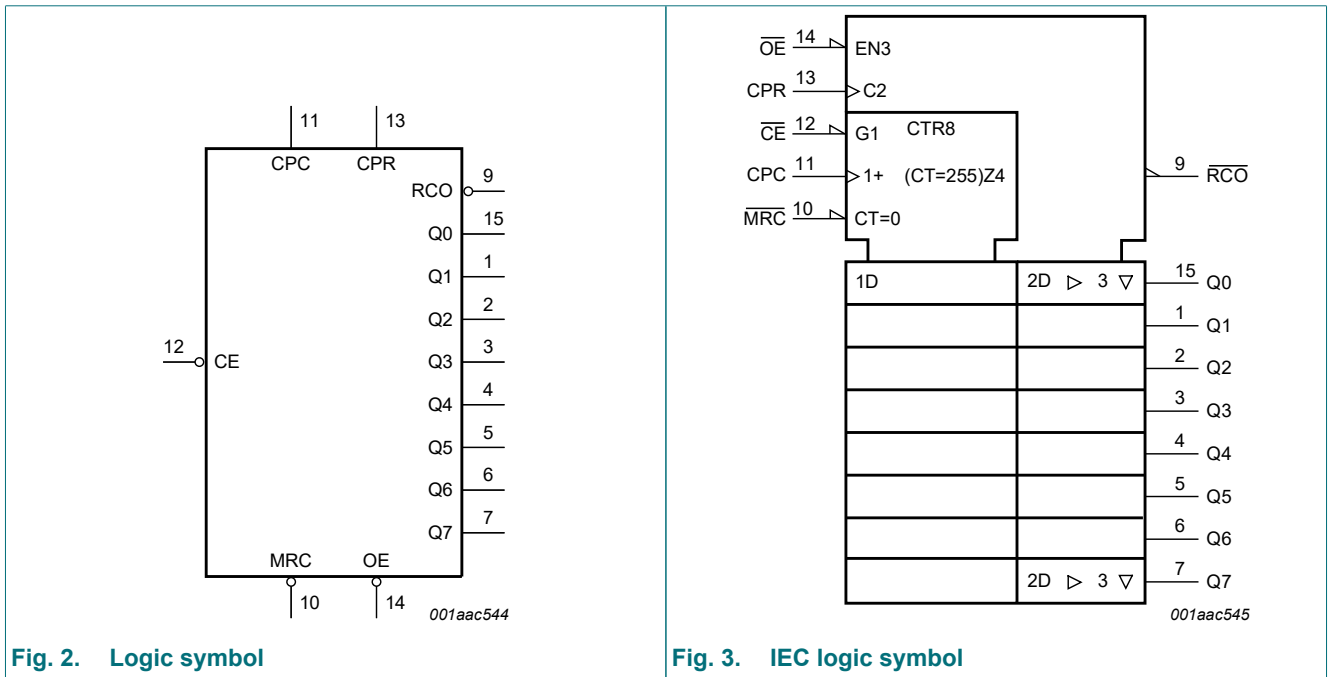 11
13
CPC
CPR
RCO
9
Q0
15
Q1
1
Q2
2
12
CE
Q3
3
Q4
4
Q5
5
Q6
6
Q7
7
MRC
OE
10
14
001aac544
Fig. 2. Logic symbol
OE 14 EN3
CPR 13 C2
CE 12 G1 CTR8
CPC 11 1+ (CT=255)Z4
9 RCO
MRC 10 CT=0
1D 2D ▷ 3 ▽ 15 Q0
1 Q1
2 Q2
3 Q3
4 Q4
5 Q5
6 Q6
2D ▷ 3 ▽ 7 Q7
001aac545
Fig. 3. IEC logic symbol